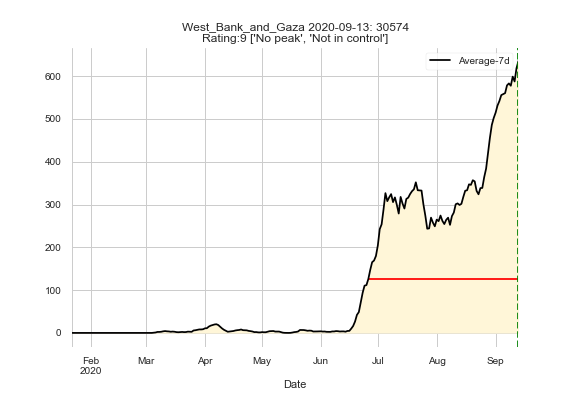 West_Bank_and_Gaza 2020-09-13: 30574
Rating:9 ['No peak', 'Not in control']
Average-7d
600
500
400
300
200
100
0
Feb
2020
Mar
Apr
May
Jun
Jul
Aug
Sep
Date